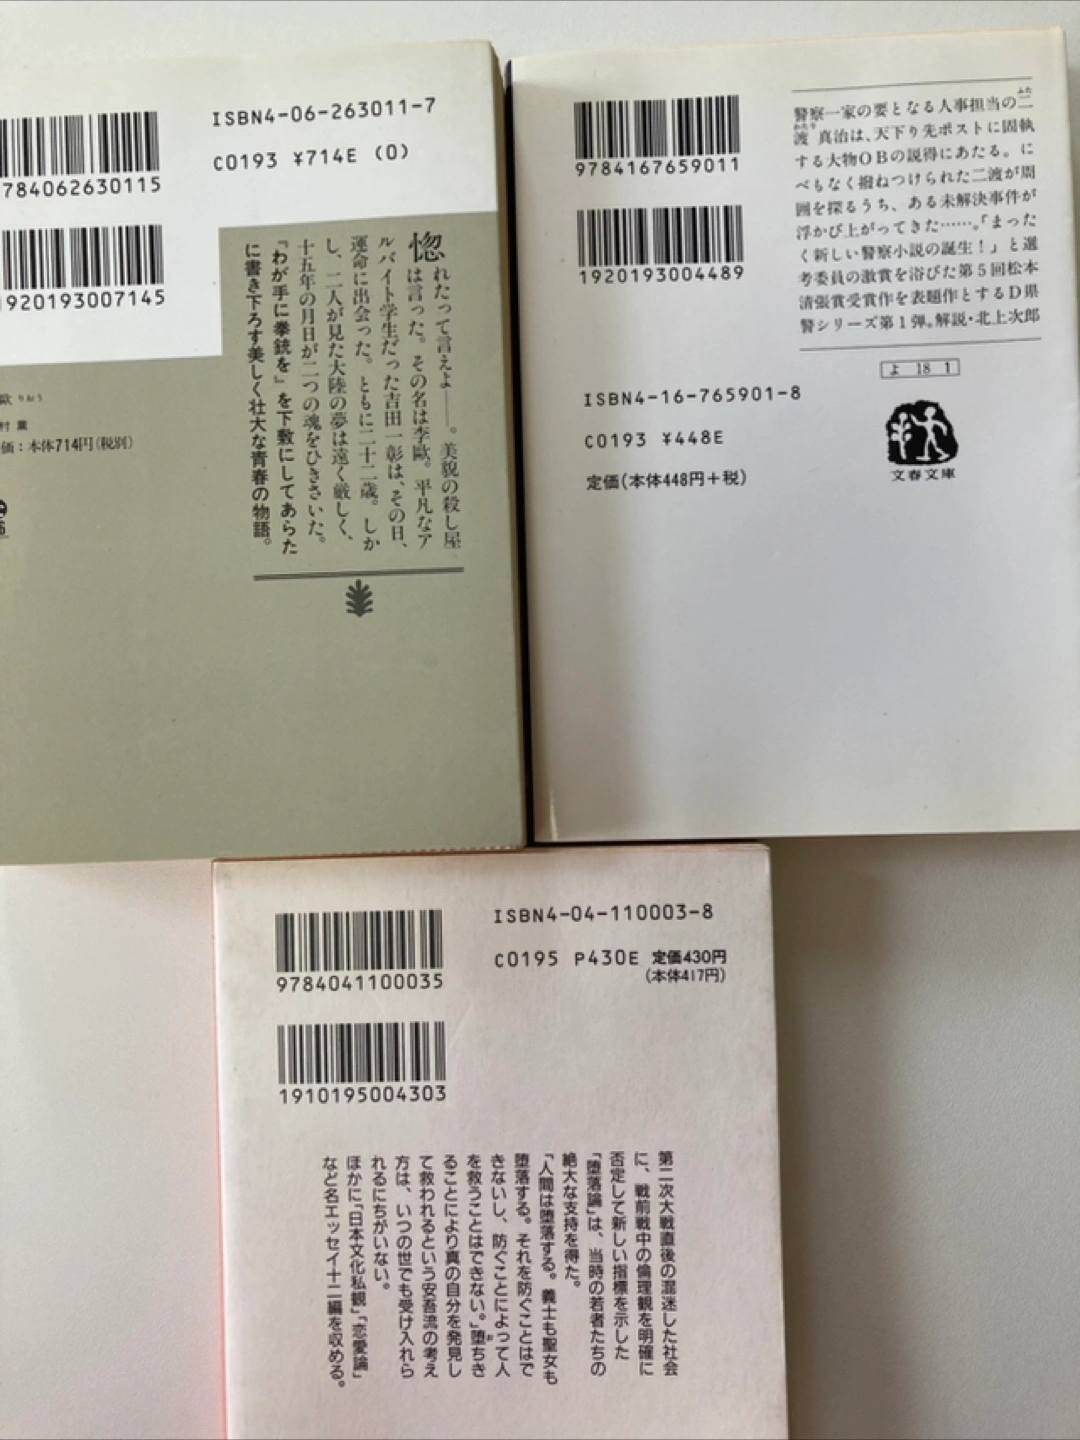 784062630115
1920193007145
ISBN4-06-263011-7
C0193 ¥714E (0)
惚れたって言えよ――。美貌の殺し屋
は言った。その名は李歐。平凡なア
ルバイト学生だった吉田一彰は、その日、
運命に出会った。ともに二十二歳。しか
し、二人が見た大陸の夢は遠く厳しく、
十五年の月日が二つの魂をひきさいた。
『わが手に拳銃を』を下敷にしてあらた
に書き下ろす美しく壮大な青春の物語。
歐 りおう
村 薫
価：本体714円(税別)
9784167659011
1920193004489
警察一家の要となる人事担当の二
渡真治は、天下り先ポストに固執
ふた
わたり
する大物OBの説得にあたる。に
べもなく撥ねつけられた二渡が周
囲を探るうち、ある未解決事件が
浮かび上がってきた……。「まった
く新しい警察小説の誕生！」と選
考委員の激賞を浴びた第5回松本
清張賞受賞作を表題作とするD県
警シリーズ第1弾。解説・北上次郎
よ 18 1
文春文庫
ISBN4-16-765901-8
C0193 ¥448E
定価(本体448円+税)
9784041100035
1910195004303
ISBN4-04-110003-8
C0195 P430E 定価430円
(本体417円)
第二次大戦直後の混迷した社会
に、戦前戦中の倫理観を明確に
否定して新しい指標を示した
「堕落論」は、当時の若者たちの
絶大な支持を得た。
「人間は堕落する。義士も聖女も
堕落する。それを防ぐことはで
きないし、防ぐことによって人
を救うことはできない。」堕ちき
お
ることにより真の自分を発見し
て救われるという安吾流の考え
方は、いつの世でも受け入れら
れるにちがいない。
ほかに「日本文化私観」「恋愛論」
など名エッセイ十二編を収める。